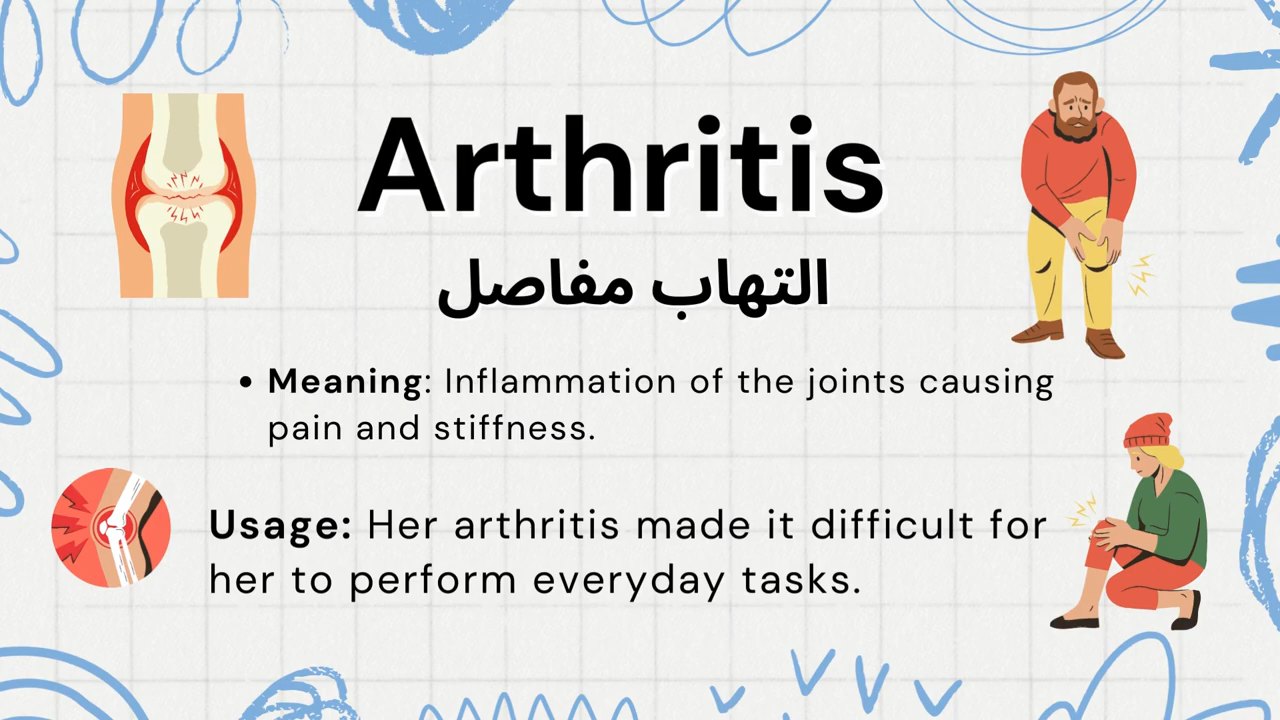 Arthritis
التهاب مفاصل
• Meaning: Inflammation of the joints causing
pain and stiffness.
Usage: Her arthritis made it difficult for
her to perform everyday tasks.